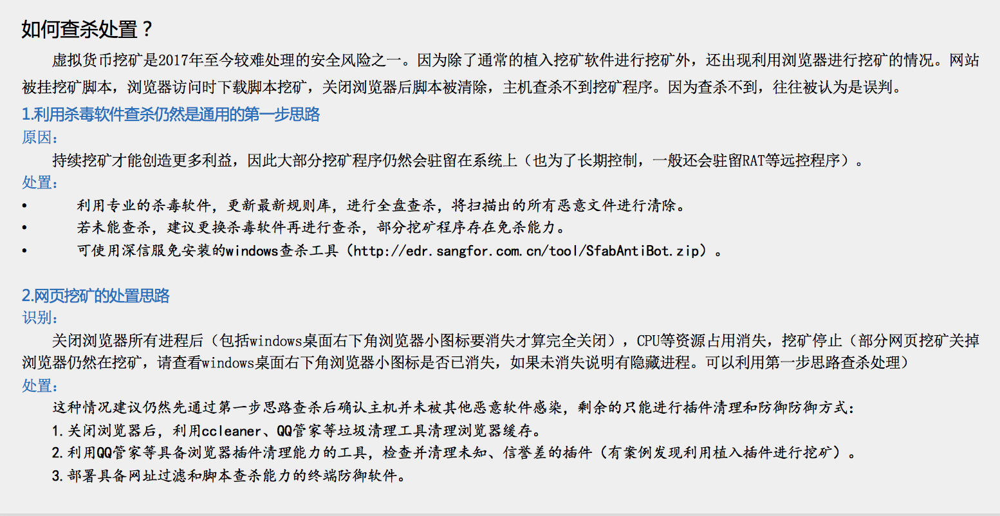 如何查杀处置？
虚拟货币挖矿是2017年至今较难处理的安全风险之一。因为除了通常的植入挖矿软件进行挖矿外，还出现利用浏览器进行挖矿的情况。网站
被挂挖矿脚本，浏览器访问时下载脚本挖矿，关闭浏览器后脚本被清除，主机查杀不到挖矿程序。因为查杀不到，往往被认为是误判。
1.利用杀毒软件查杀仍然是通用的第一步思路
原因：
持续挖矿才能创造更多利益，因此大部分挖矿程序仍然会驻留在系统上（也为了长期控制，一般还会驻留RAT等远控程序）。
处置：
• 利用专业的杀毒软件，更新最新规则库，进行全盘查杀，将扫描出的所有恶意文件进行清除。
• 若未能查杀，建议更换杀毒软件再进行查杀，部分挖矿程序存在免杀能力。
• 可使用深信服免安装的windows查杀工具（http://edr.sangfor.com.cn/tool/SfabAntiBot.zip）。
2.网页挖矿的处置思路
识别：
关闭浏览器所有进程后（包括windows桌面右下角浏览器小图标要消失才算完全关闭），CPU等资源占用消失，挖矿停止（部分网页挖矿关掉
浏览器仍然在挖矿，请查看windows桌面右下角浏览器小图标是否已消失，如果未消失说明有隐藏进程。可以利用第一步思路查杀处理）
处置：
这种情况建议仍然先通过第一步思路查杀后确认主机并未被其他恶意软件感染，剩余的只能进行插件清理和防御防御方式：
1.关闭浏览器后，利用ccleaner、QQ管家等垃圾清理工具清理浏览器缓存。
2.利用QQ管家等具备浏览器插件清理能力的工具，检查并清理未知、信誉差的插件（有案例发现利用植入插件进行挖矿）。
3.部署具备网址过滤和脚本查杀能力的终端防御软件。